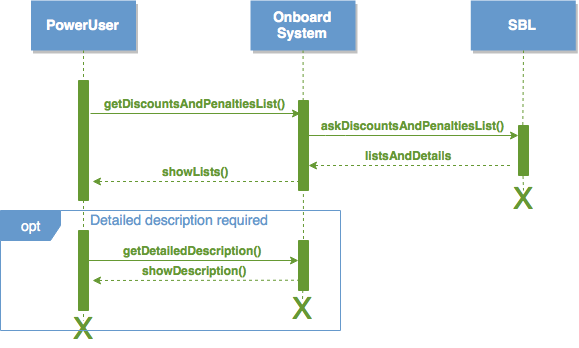 PowerUser
Onboard
System
SBL
getDiscountsAndPenaltiesList()
askDiscountsAndPenaltiesList()
listsAndDetails
showLists()
X
opt
Detailed description required
getDetailedDescription()
showDescription()
X
X